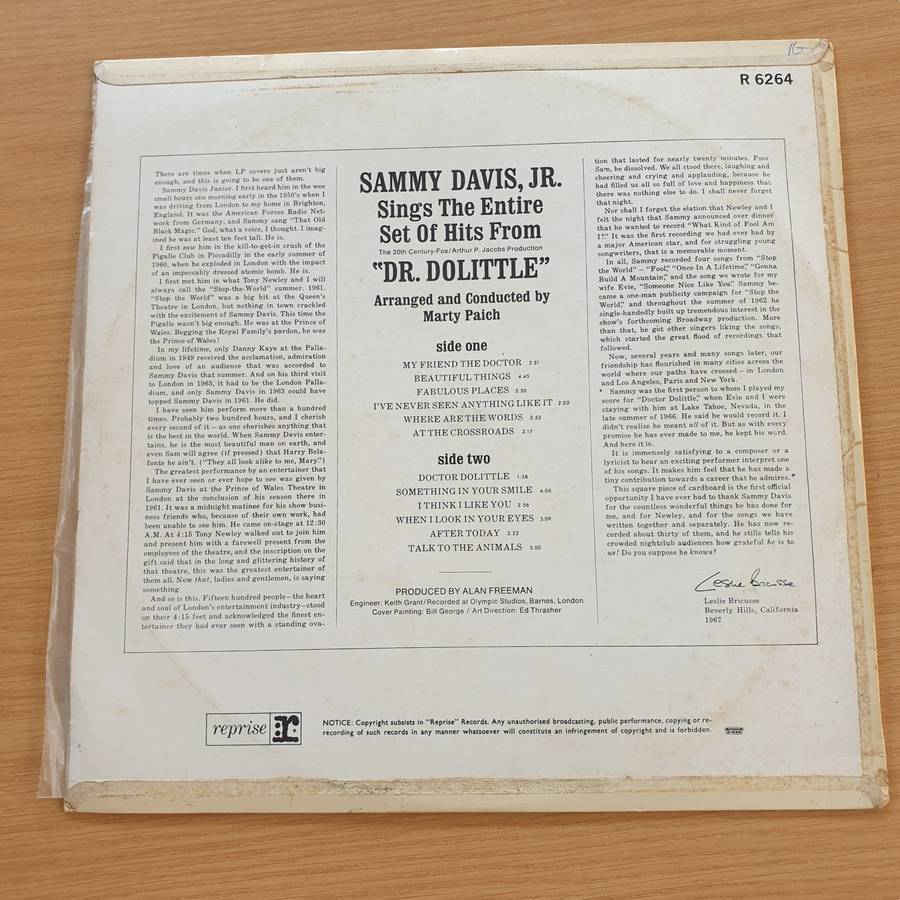 R 6264
There are times when LP covers just aren't big
enough, and this is going to be one of them.
Sammy Davis Junior. I first heard him in the wee
small hours one morning early in the 1950's when I
was driving from London to my home in Brighton,
England. It was the American Forces Radio Net-
work from Germany, and Sammy sang "That Old
Black Magic." God, what a voice, I thought. I imag-
ined he was at least ten feet tall. He is.
I first saw him in the kill-to-get-in crush of the
Pigalle Club in Piccadilly in the early summer of
1960, when he exploded in London with the impact
of an impeccably dressed atomic bomb. He is.
I first met him in what Tony Newley and I will
always call the "Stop-the-World" summer. 1961.
"Stop the World" was a big hit at the Queen's
Theatre in London, but nothing in town crackled
with the excitement of Sammy Davis. This time the
Pigalle wasn't big enough. He was at the Prince of
Wales. Begging the Royal Family's pardon, he was
the Prince of Wales!
In my lifetime, only Danny Kaye at the Palla-
dium in 1949 received the acclamation, admiration
and love of an audience that was accorded to
Sammy Davis that summer. And on his third visit
to London in 1963, it had to be the London Palla-
dium, and only Sammy Davis in 1963 could have
topped Sammy Davis in 1961. He did.
I have seen him perform more than a hundred
times. Probably two hundred hours, and I cherish
every second of it – as one cherishes anything that
is the best in the world. When Sammy Davis enter-
tains, he is the most beautiful man on earth, and
even Sam will agree (if pressed) that Harry Bela-
fonte he ain't. ("They all look alike to me, Mary.")
The greatest performance by an entertainer that
I have ever seen or ever hope to see was given by
Sammy Davis at the Prince of Wales Theatre in
London at the conclusion of his season there in
1961. It was a midnight matinee for his show busi-
ness friends who, because of their own work, had
been unable to see him. He came on-stage at 12:30
A.M. At 4:15 Tony Newley walked out to join him
and present him with a farewell present from the
employees of the theatre, and the inscription on the
gift said that in the long and glittering history of
that theatre, this was the greatest entertainer of
them all. Now that, ladies and gentlemen, is saying
something
And so is this. Fifteen hundred people – the heart
and soul of London's entertainment industry – stood
on their 4:15 feet and acknowledged the finest en-
tertainer they had ever seen with a standing ova-
SAMMY DAVIS, JR.
Sings The Entire
Set Of Hits From
The 20th Century-Fox/Arthur P. Jacobs Production
"DR. DOLITTLE"
Arranged and Conducted by
Marty Paich
side one
MY FRIEND THE DOCTOR 2:31
BEAUTIFUL THINGS 4:45
FABULOUS PLACES 2:30
I'VE NEVER SEEN ANYTHING LIKE IT 2:02
WHERE ARE THE WORDS 2:52
AT THE CROSSROADS 2:17
side two
DOCTOR DOLITTLE 1:58
SOMETHING IN YOUR SMILE 4:06
I THINK I LIKE YOU 2:56
WHEN I LOOK IN YOUR EYES 3:09
AFTER TODAY 2:22
TALK TO THE ANIMALS 3:00
PRODUCED BY ALAN FREEMAN
Engineer: Keith Grant/Recorded at Olympic Studios, Barnes, London
Cover Painting: Bill George / Art Direction: Ed Thrasher
tion that lasted for nearly twenty minutes. Poor
Sam, he dissolved. We all stood there, laughing and
cheering and crying and applauding, because he
had filled us all so full of love and happiness that
there was nothing else to do. I shall never forget
that night.
Nor shall I forget the elation that Newley and I
felt the night that Sammy announced over dinner
that he wanted to record "What Kind of Fool Am
I?" It was the first recording we had ever had by
a major American star, and for struggling young
songwriters, that is a memorable moment.
In all, Sammy recorded four songs from "Stop
the World" – "Fool," "Once In A Lifetime," "Gonna
Build A Mountain," and the song we wrote for my
wife Evie, "Someone Nice Like You." Sammy be-
came a one-man publicity campaign for "Stop the
World," and throughout the summer of 1962 he
single-handedly built up tremendous interest in the
show's forthcoming Broadway production. More
than that, he got other singers liking the songs,
which started the great flood of recordings that
followed.
Now, several years and many songs later, our
friendship has flourished in many cities across the
world where our paths have crossed – in London
and Los Angeles, Paris and New York.
Sammy was the first person to whom I played my
score for "Doctor Dolittle," when Evie and I were
staying with him at Lake Tahoe, Nevada, in the
late summer of 1966. He said he would record it. I
didn't realize he meant all of it. But as with every
promise he has ever made to me, he kept his word.
And here it is.
It is immensely satisfying to a composer or a
lyricist to hear an exciting performer interpret one
of his songs. It makes him feel that he has made a
tiny contribution towards a career that he admires.
This square piece of cardboard is the first official
opportunity I have ever had to thank Sammy Davis
for the countless wonderful things he has done for
me, and for Newley, and for the songs we have
written together and separately. He has now re-
corded about thirty of them, and he still tells his
crowded nightclub audiences how grateful he is to
us! Do you suppose he knows?
Leslie Bricusse
Leslie Bricusse
Beverly Hills, California
1967
reprise r
NOTICE: Copyright subsists in "Reprise" Records. Any unauthorised broadcasting, public performance, copying or re-
recording of such records in any manner whatsoever will constitute an infringement of copyright and is forbidden.